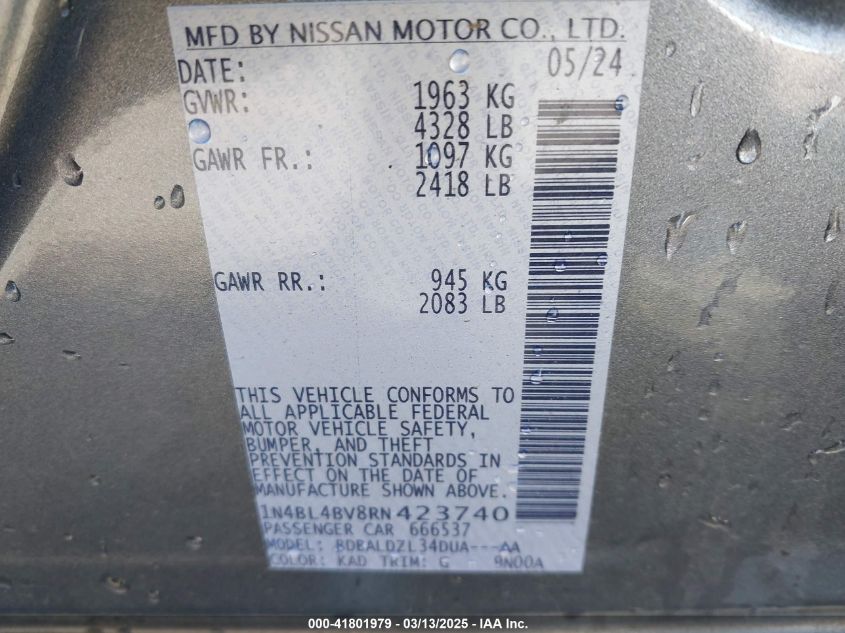 MFD BY NISSAN MOTOR CO., LTD.
DATE: 05/24
GVWR: 1963 KG
4328 LB
GAWR FR.: 1097 KG
2418 LB
GAWR RR.: 945 KG
2083 LB
THIS VEHICLE CONFORMS TO
ALL APPLICABLE FEDERAL
MOTOR VEHICLE SAFETY,
BUMPER, AND THEFT
PREVENTION STANDARDS IN
EFFECT ON THE DATE OF
MANUFACTURE SHOWN ABOVE.
1N4BL4BV8RN423740
PASSENGER CAR 666537
MODEL: BDEALDZL34DUA---AA
COLOR: KAD TRIM: G 9N00A
000-41801979 - 03/13/2025 - IAA Inc.